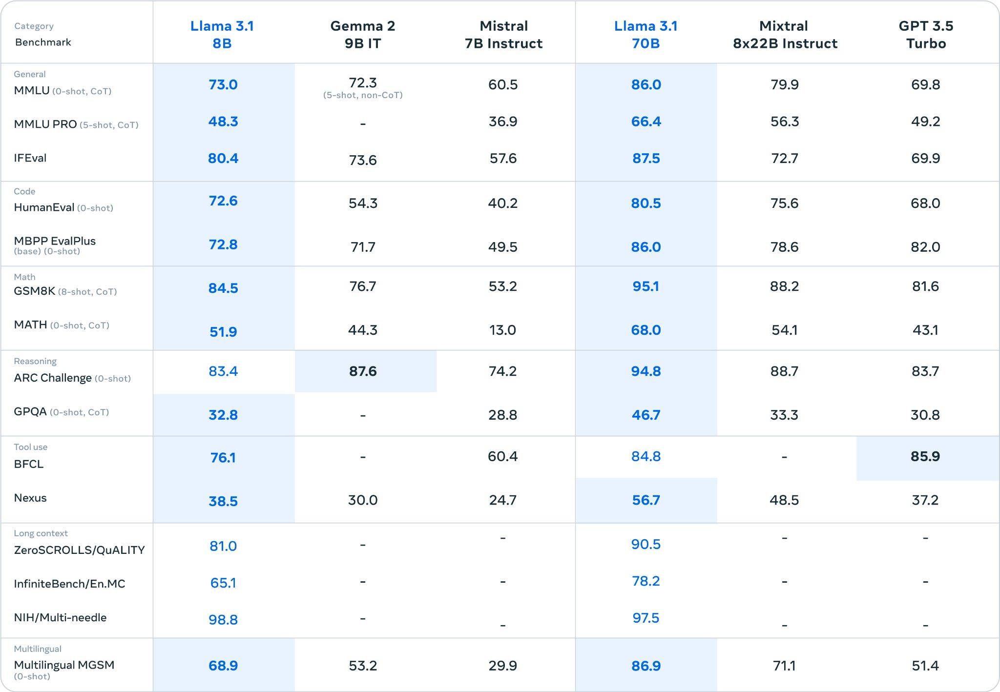 Category
Benchmark
Llama 3.1
8B
Gemma 2
9B IT
Mistral
7B Instruct
Llama 3.1
70B
Mixtral
8x22B Instruct
GPT 3.5
Turbo
General
MMLU (0-shot, CoT) 73.0 72.3 60.5 86.0 79.9 69.8
(5-shot, non-CoT)
MMLU PRO (5-shot, CoT) 48.3 - 36.9 66.4 56.3 49.2
IFEval 80.4 73.6 57.6 87.5 72.7 69.9
Code
HumanEval (0-shot) 72.6 54.3 40.2 80.5 75.6 68.0
MBPP EvalPlus 72.8 71.7 49.5 86.0 78.6 82.0
(base) (0-shot)
Math
GSM8K (8-shot, CoT) 84.5 76.7 53.2 95.1 88.2 81.6
MATH (0-shot, CoT) 51.9 44.3 13.0 68.0 54.1 43.1
Reasoning
ARC Challenge (0-shot) 83.4 87.6 74.2 94.8 88.7 83.7
GPQA (0-shot, CoT) 32.8 - 28.8 46.7 33.3 30.8
Tool use
BFCL 76.1 - 60.4 84.8 - 85.9
Nexus 38.5 30.0 24.7 56.7 48.5 37.2
Long context
ZeroSCROLLS/QuALITY 81.0 - - 90.5 - -
InfiniteBench/En.MC 65.1 - - 78.2 - -
NIH/Multi-needle 98.8 - - 97.5 - -
Multilingual
Multilingual MGSM 68.9 53.2 29.9 86.9 71.1 51.4
(0-shot)